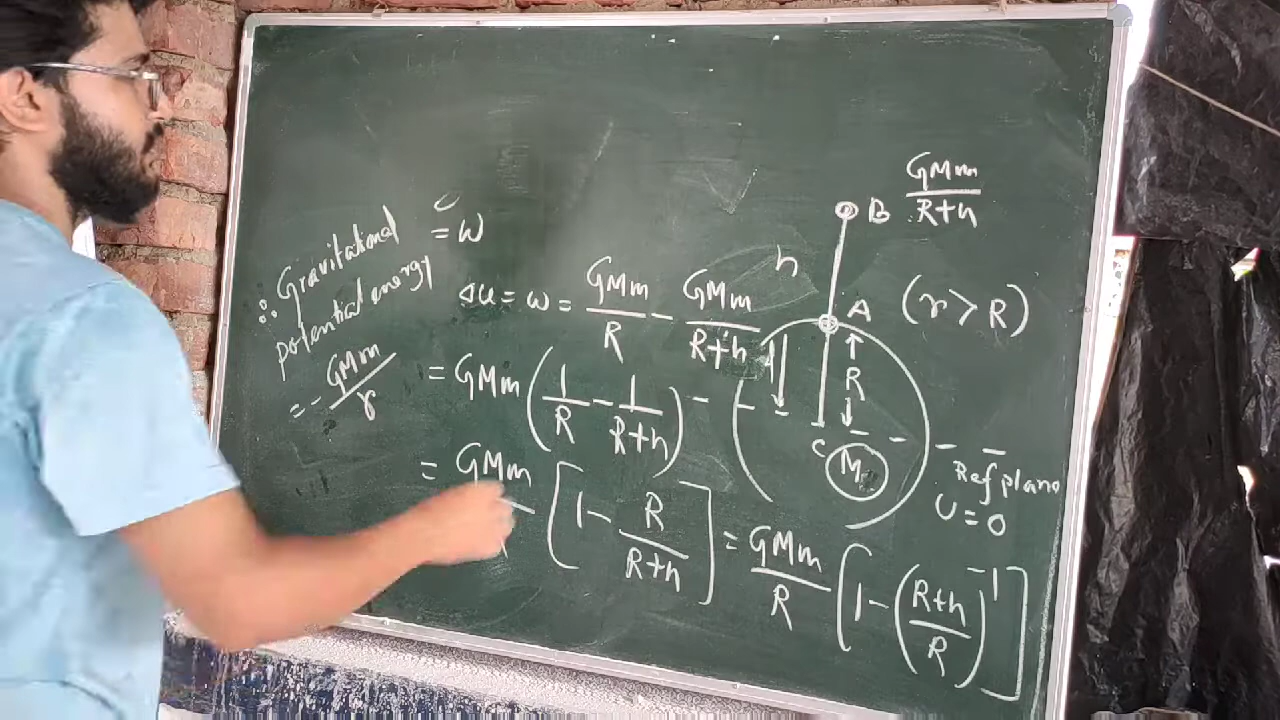 ∴ Gravitational
potential energy
= - GMm/r
= W
Δu = w = GMm/R - GMm/R+h
= GMm (1/R - 1/R+h)
= GMm [1 - R/R+h] = GMm/R [1 - (R+h/R)^-1]
GMm/R+h
B
h
A
(r > R)
R
C
M
Ref plane
U = 0